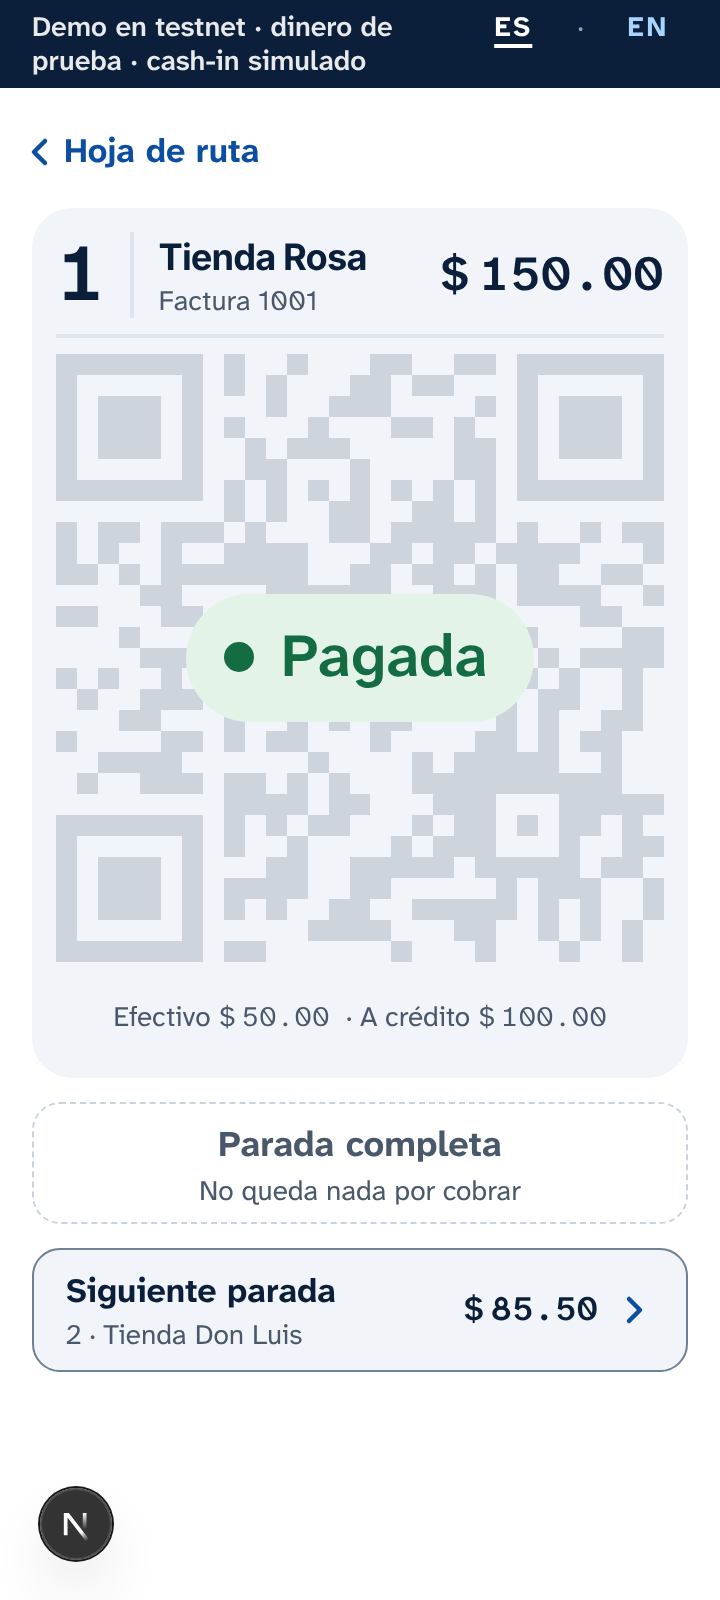 Demo en testnet · dinero de
prueba · cash-in simulado
ES · EN
Hoja de ruta
1
Tienda Rosa
Factura 1001
$150.00
Pagada
Efectivo $50.00 · A crédito $100.00
Parada completa
No queda nada por cobrar
Siguiente parada
2 · Tienda Don Luis
$85.50
N